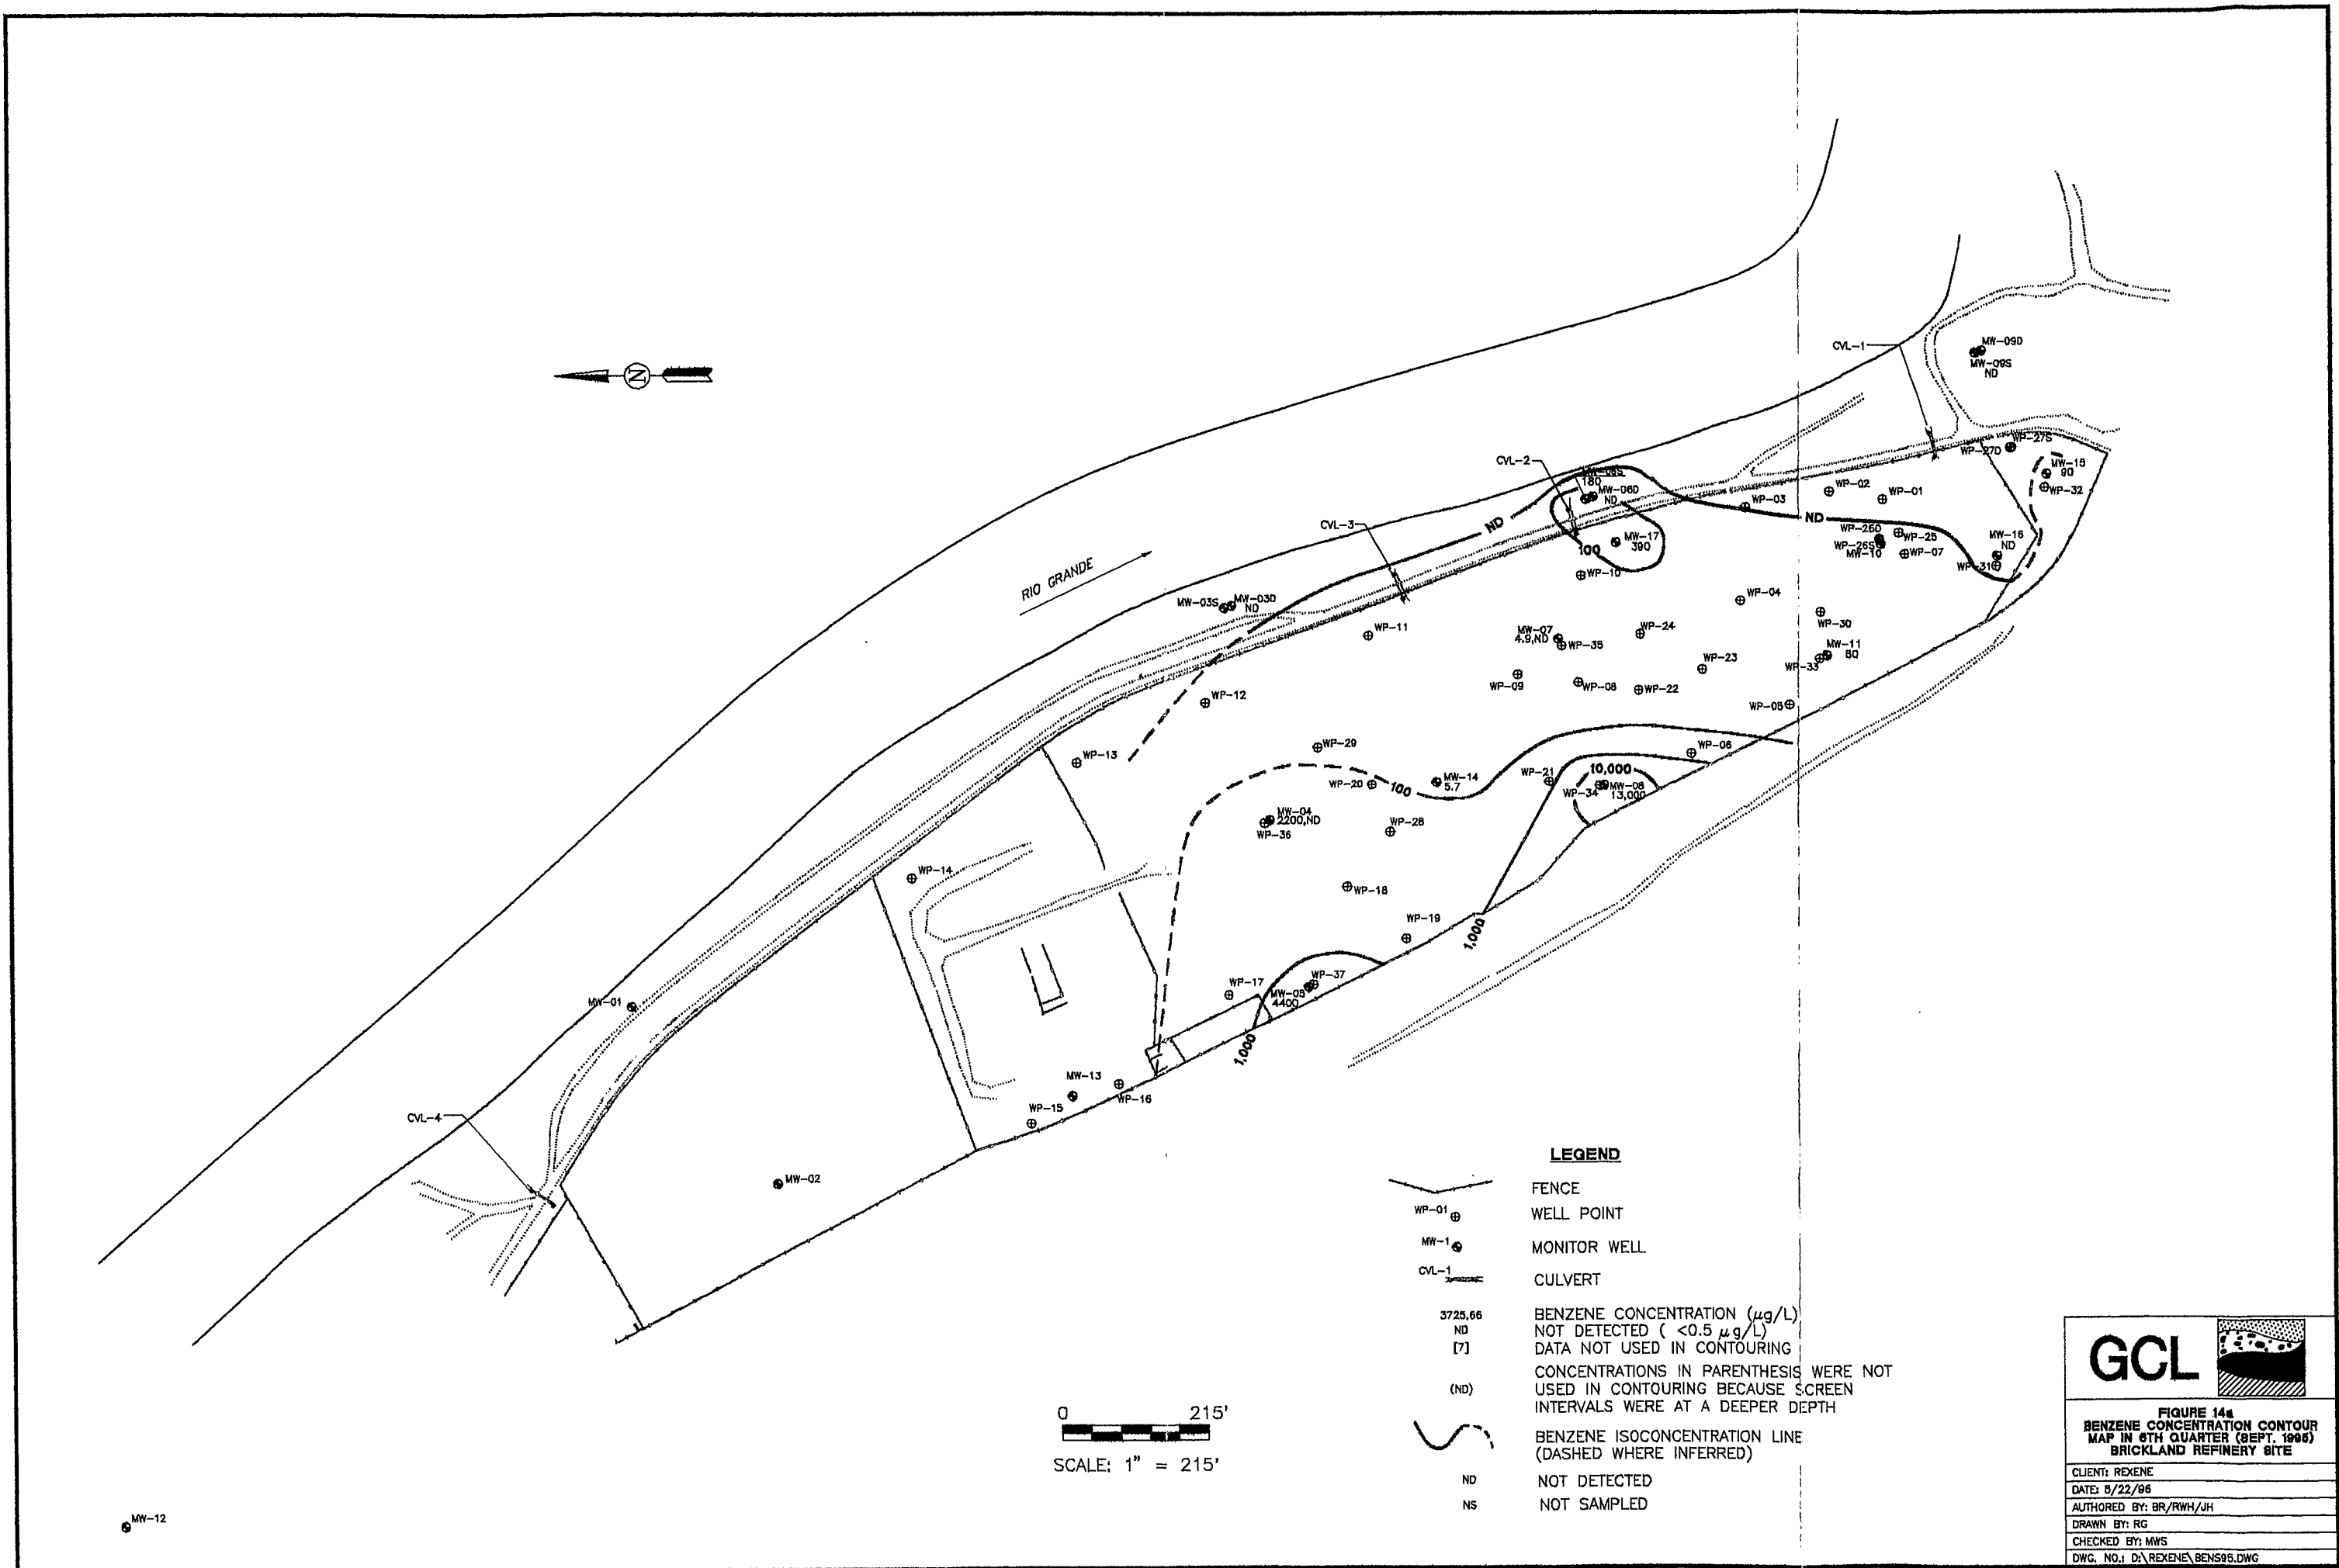 CVL-1
MW-09D
MW-09S
ND
WP-27S
WP-27D
MW-15
90
WP-32
CVL-2
MW-06S
180
MW-06D
ND
WP-02
WP-01
WP-03
ND
CVL-3
ND
MW-17
390
100
WP-26D
WP-25
WP-26S
MW-10
WP-07
MW-16
ND
WP-31
WP-10
N
RIO GRANDE
MW-03S
MW-03D
ND
WP-04
WP-11
MW-07
4.9,ND
WP-35
WP-24
WP-30
MW-11
WP-33
WP-23
WP-09
WP-08
WP-22
WP-12
WP-05
WP-29
WP-06
WP-13
WP-20
100
MW-14
5.7
WP-21
10,000
WP-34
MW-08
13,000
MW-04
2200,ND
WP-36
WP-28
WP-14
WP-18
WP-19
1,000
WP-17
WP-37
MW-05
4400
1,000
MW-01
MW-13
WP-16
WP-15
CVL-4
MW-02
MW-12
LEGEND
FENCE
WP-01 WELL POINT
MW-1 MONITOR WELL
CVL-1 CULVERT
3725,66 BENZENE CONCENTRATION (µg/L)
ND NOT DETECTED ( <0.5 µg/L)
[7] DATA NOT USED IN CONTOURING
CONCENTRATIONS IN PARENTHESIS WERE NOT
(ND) USED IN CONTOURING BECAUSE SCREEN
INTERVALS WERE AT A DEEPER DEPTH
BENZENE ISOCONCENTRATION LINE
(DASHED WHERE INFERRED)
ND NOT DETECTED
NS NOT SAMPLED
0 215'
SCALE: 1" = 215'
GCL
FIGURE 14a
BENZENE CONCENTRATION CONTOUR
MAP IN 6TH QUARTER (SEPT. 1995)
BRICKLAND REFINERY SITE
CLIENT: REXENE
DATE: 5/22/96
AUTHORED BY: BR/RWH/JH
DRAWN BY: RG
CHECKED BY: MWS
DWG. NO.: D:\REXENE\BENS95.DWG